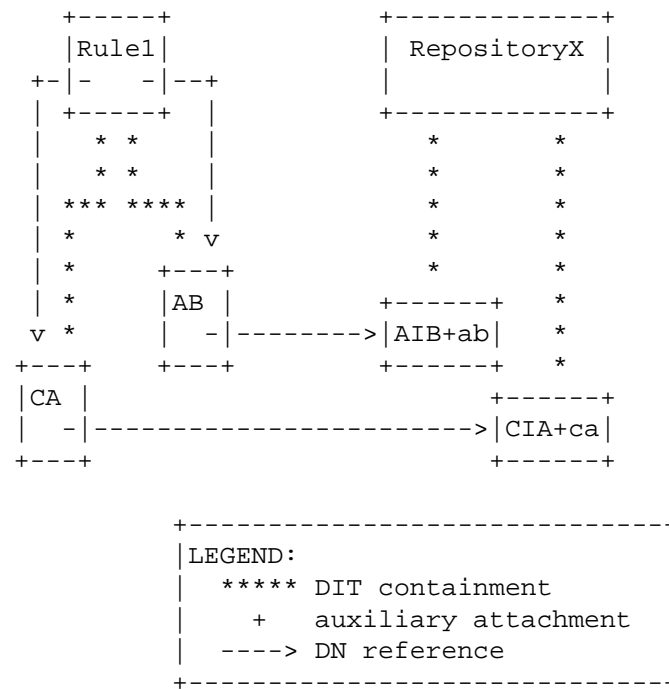 Rule1 RepositoryX
AB
AIB+ab
CA
CIA+ca
LEGEND:
***** DIT containment
+ auxiliary attachment
----> DN reference